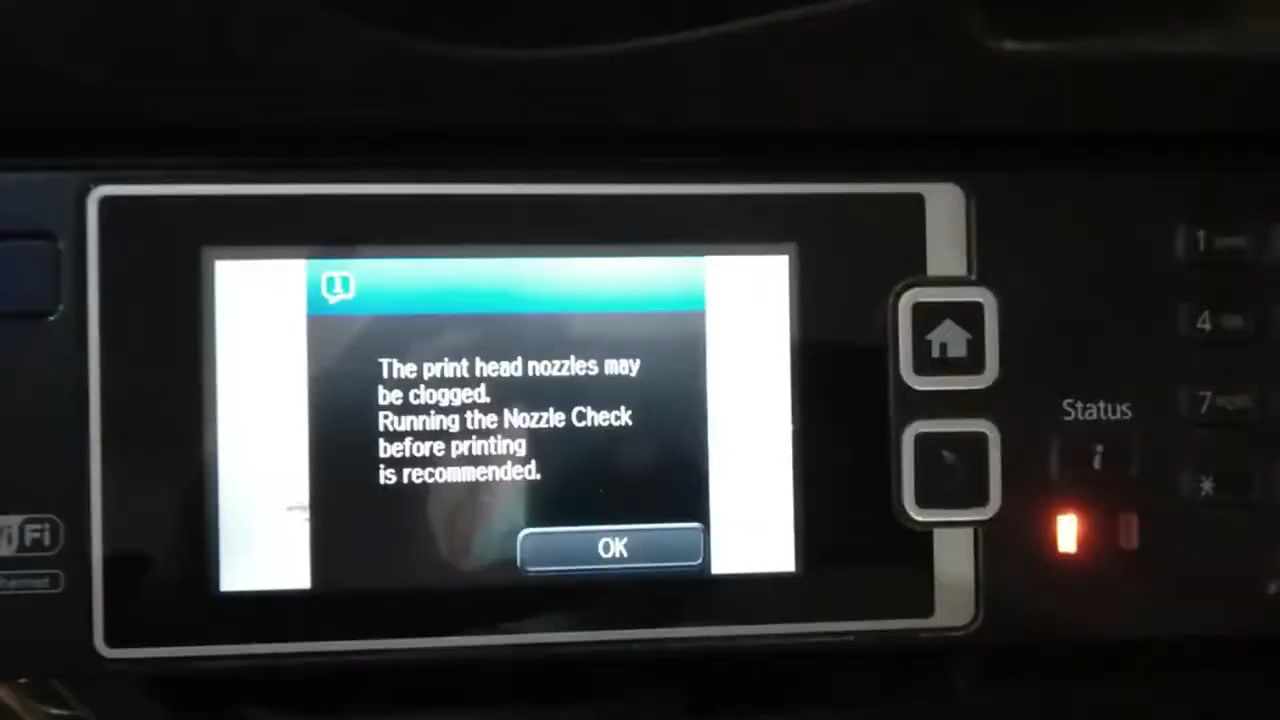 The print head nozzles may
be clogged.
Running the Nozzle Check
before printing
is recommended.
OK
Status
i
1
4
7
*
Fi